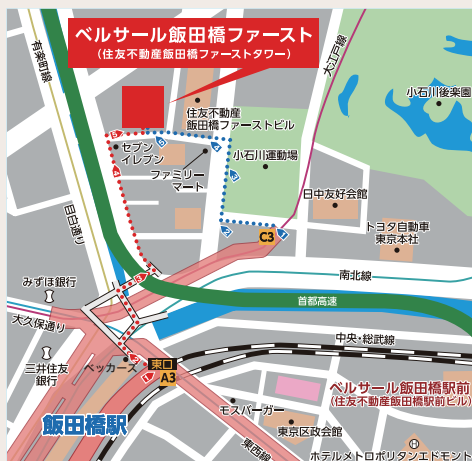 ベルサール飯田橋ファースト
(住友不動産飯田橋ファーストタワー)
有楽町線
大江戸線
小石川後楽園
住友不動産
飯田橋ファーストビル
5
6
4
セブン
イレブン
ファミリー
マート
小石川運動場
4
3
日中友好会館
目白通り
トヨタ自動車
東京本社
C3
1
2
みずほ銀行
3
南北線
首都高速
大久保通り
中央・総武線
三井住友
銀行
ベッカーズ
2
東口
1
A3
ベルサール飯田橋駅前
(住友不動産飯田橋駅前ビル)
飯田橋駅
モスバーガー
東京区政会館
東西線
ホテルメトロポリタンエドモント